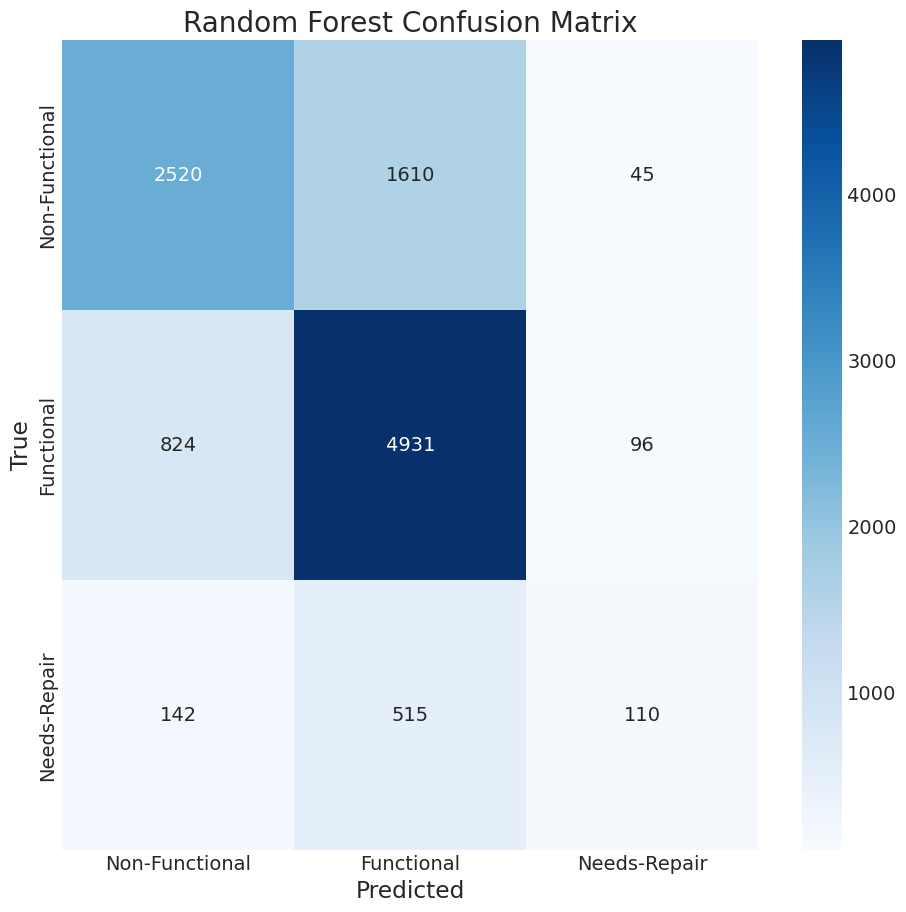 Random Forest Confusion Matrix
True
Non-Functional
2520
1610
45
Functional
824
4931
96
Needs-Repair
142
515
110
Non-Functional
Functional
Needs-Repair
Predicted
4000
3000
2000
1000